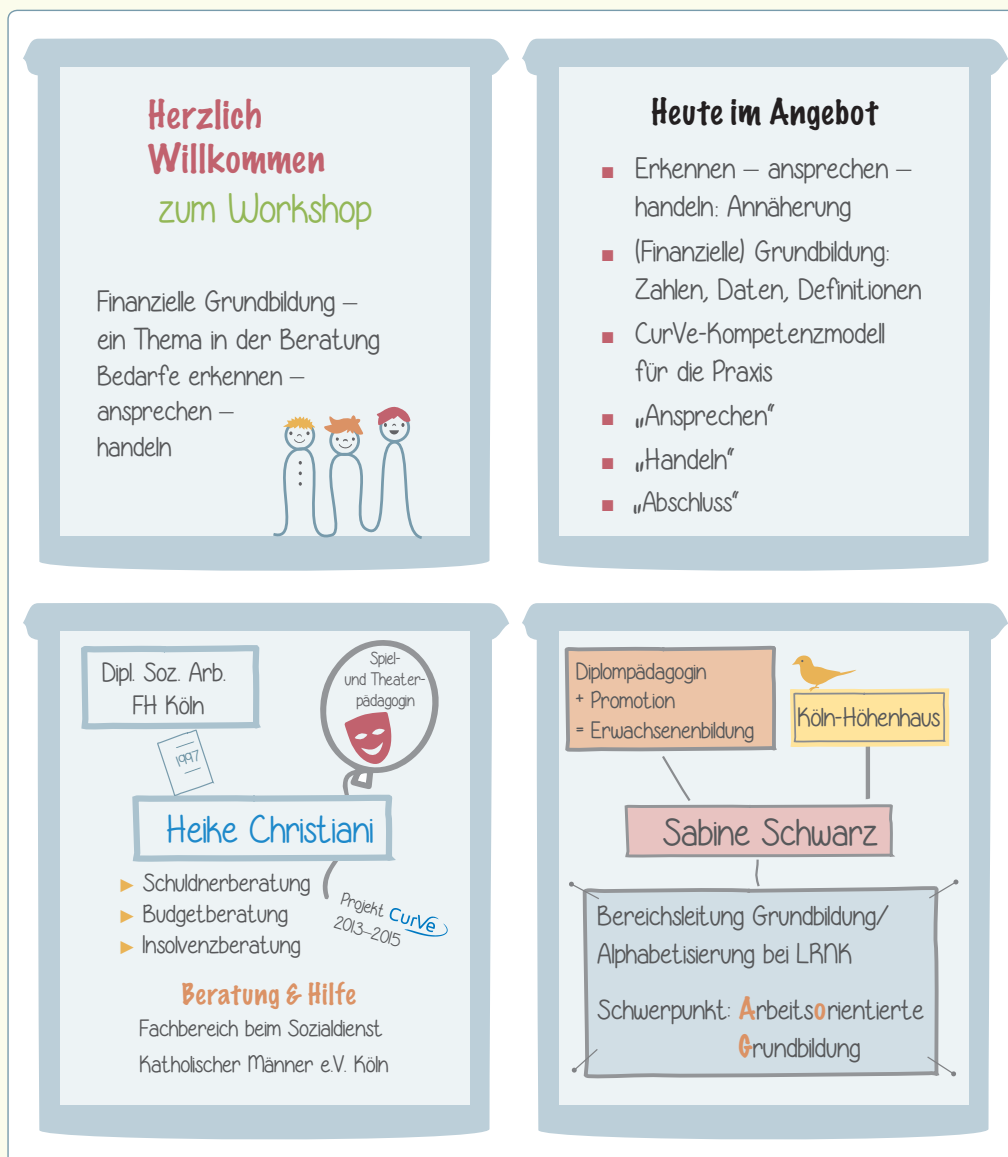 Herzlich
Willkommen
zum Workshop
Finanzielle Grundbildung –
ein Thema in der Beratung
Bedarfe erkennen –
ansprechen –
handeln
Heute im Angebot
■ Erkennen – ansprechen –
handeln: Annäherung
■ (Finanzielle) Grundbildung:
Zahlen, Daten, Definitionen
■ CurVe-Kompetenzmodell
für die Praxis
■ „Ansprechen“
■ „Handeln“
■ „Abschluss“
Dipl. Soz. Arb.
FH Köln
1997
Spiel-
und Theater-
pädagogin
Heike Christiani
► Schuldnerberatung
► Budgetberatung
► Insolvenzberatung
Projekt CurVe
2013–2015
Beratung & Hilfe
Fachbereich beim Sozialdienst
Katholischer Männer e.V. Köln
Diplompädagogin
+ Promotion
= Erwachsenenbildung
Köln-Höhenhaus
Sabine Schwarz
Bereichsleitung Grundbildung/
Alphabetisierung bei LRNK
Schwerpunkt: Arbeitsorientierte
Grundbildung